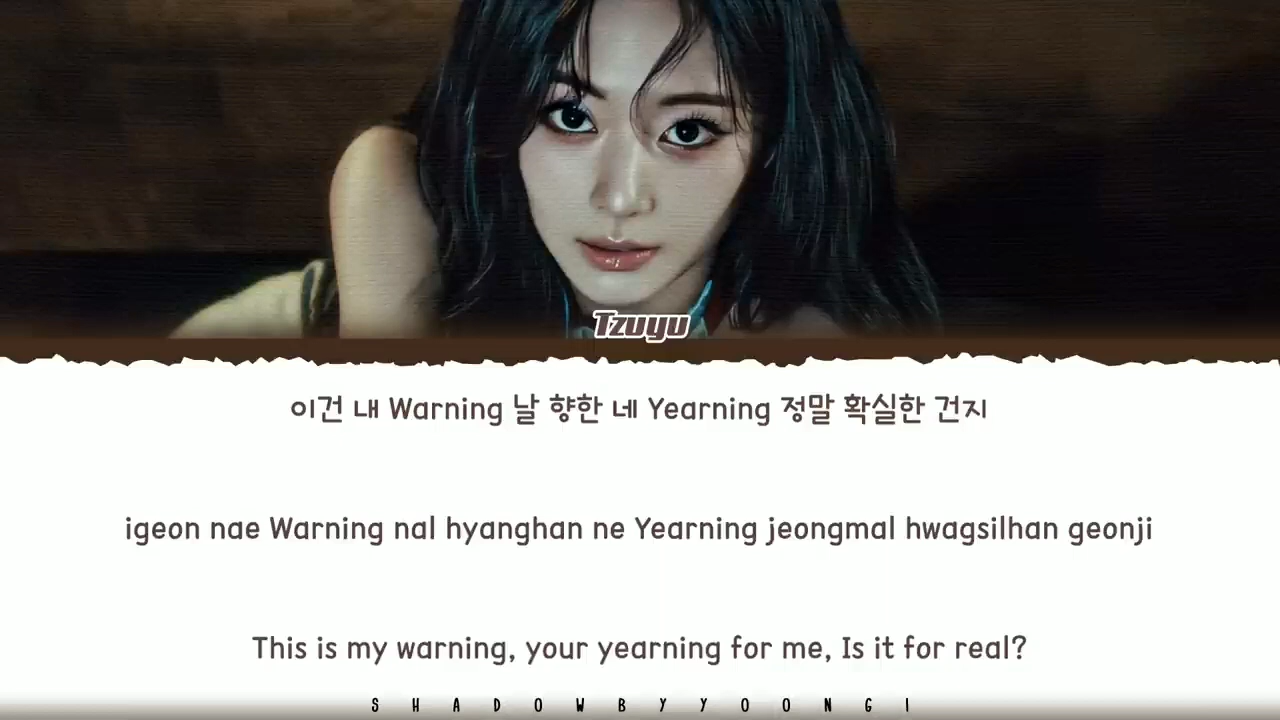 Tzuyu
이건 내 Warning 날 향한 네 Yearning 정말 확실한 건지
igeon nae Warning nal hyanghan ne Yearning jeongmal hwagsilhan geonji
This is my warning, your yearning for me, Is it for real?
SHADOWBYYOONGI